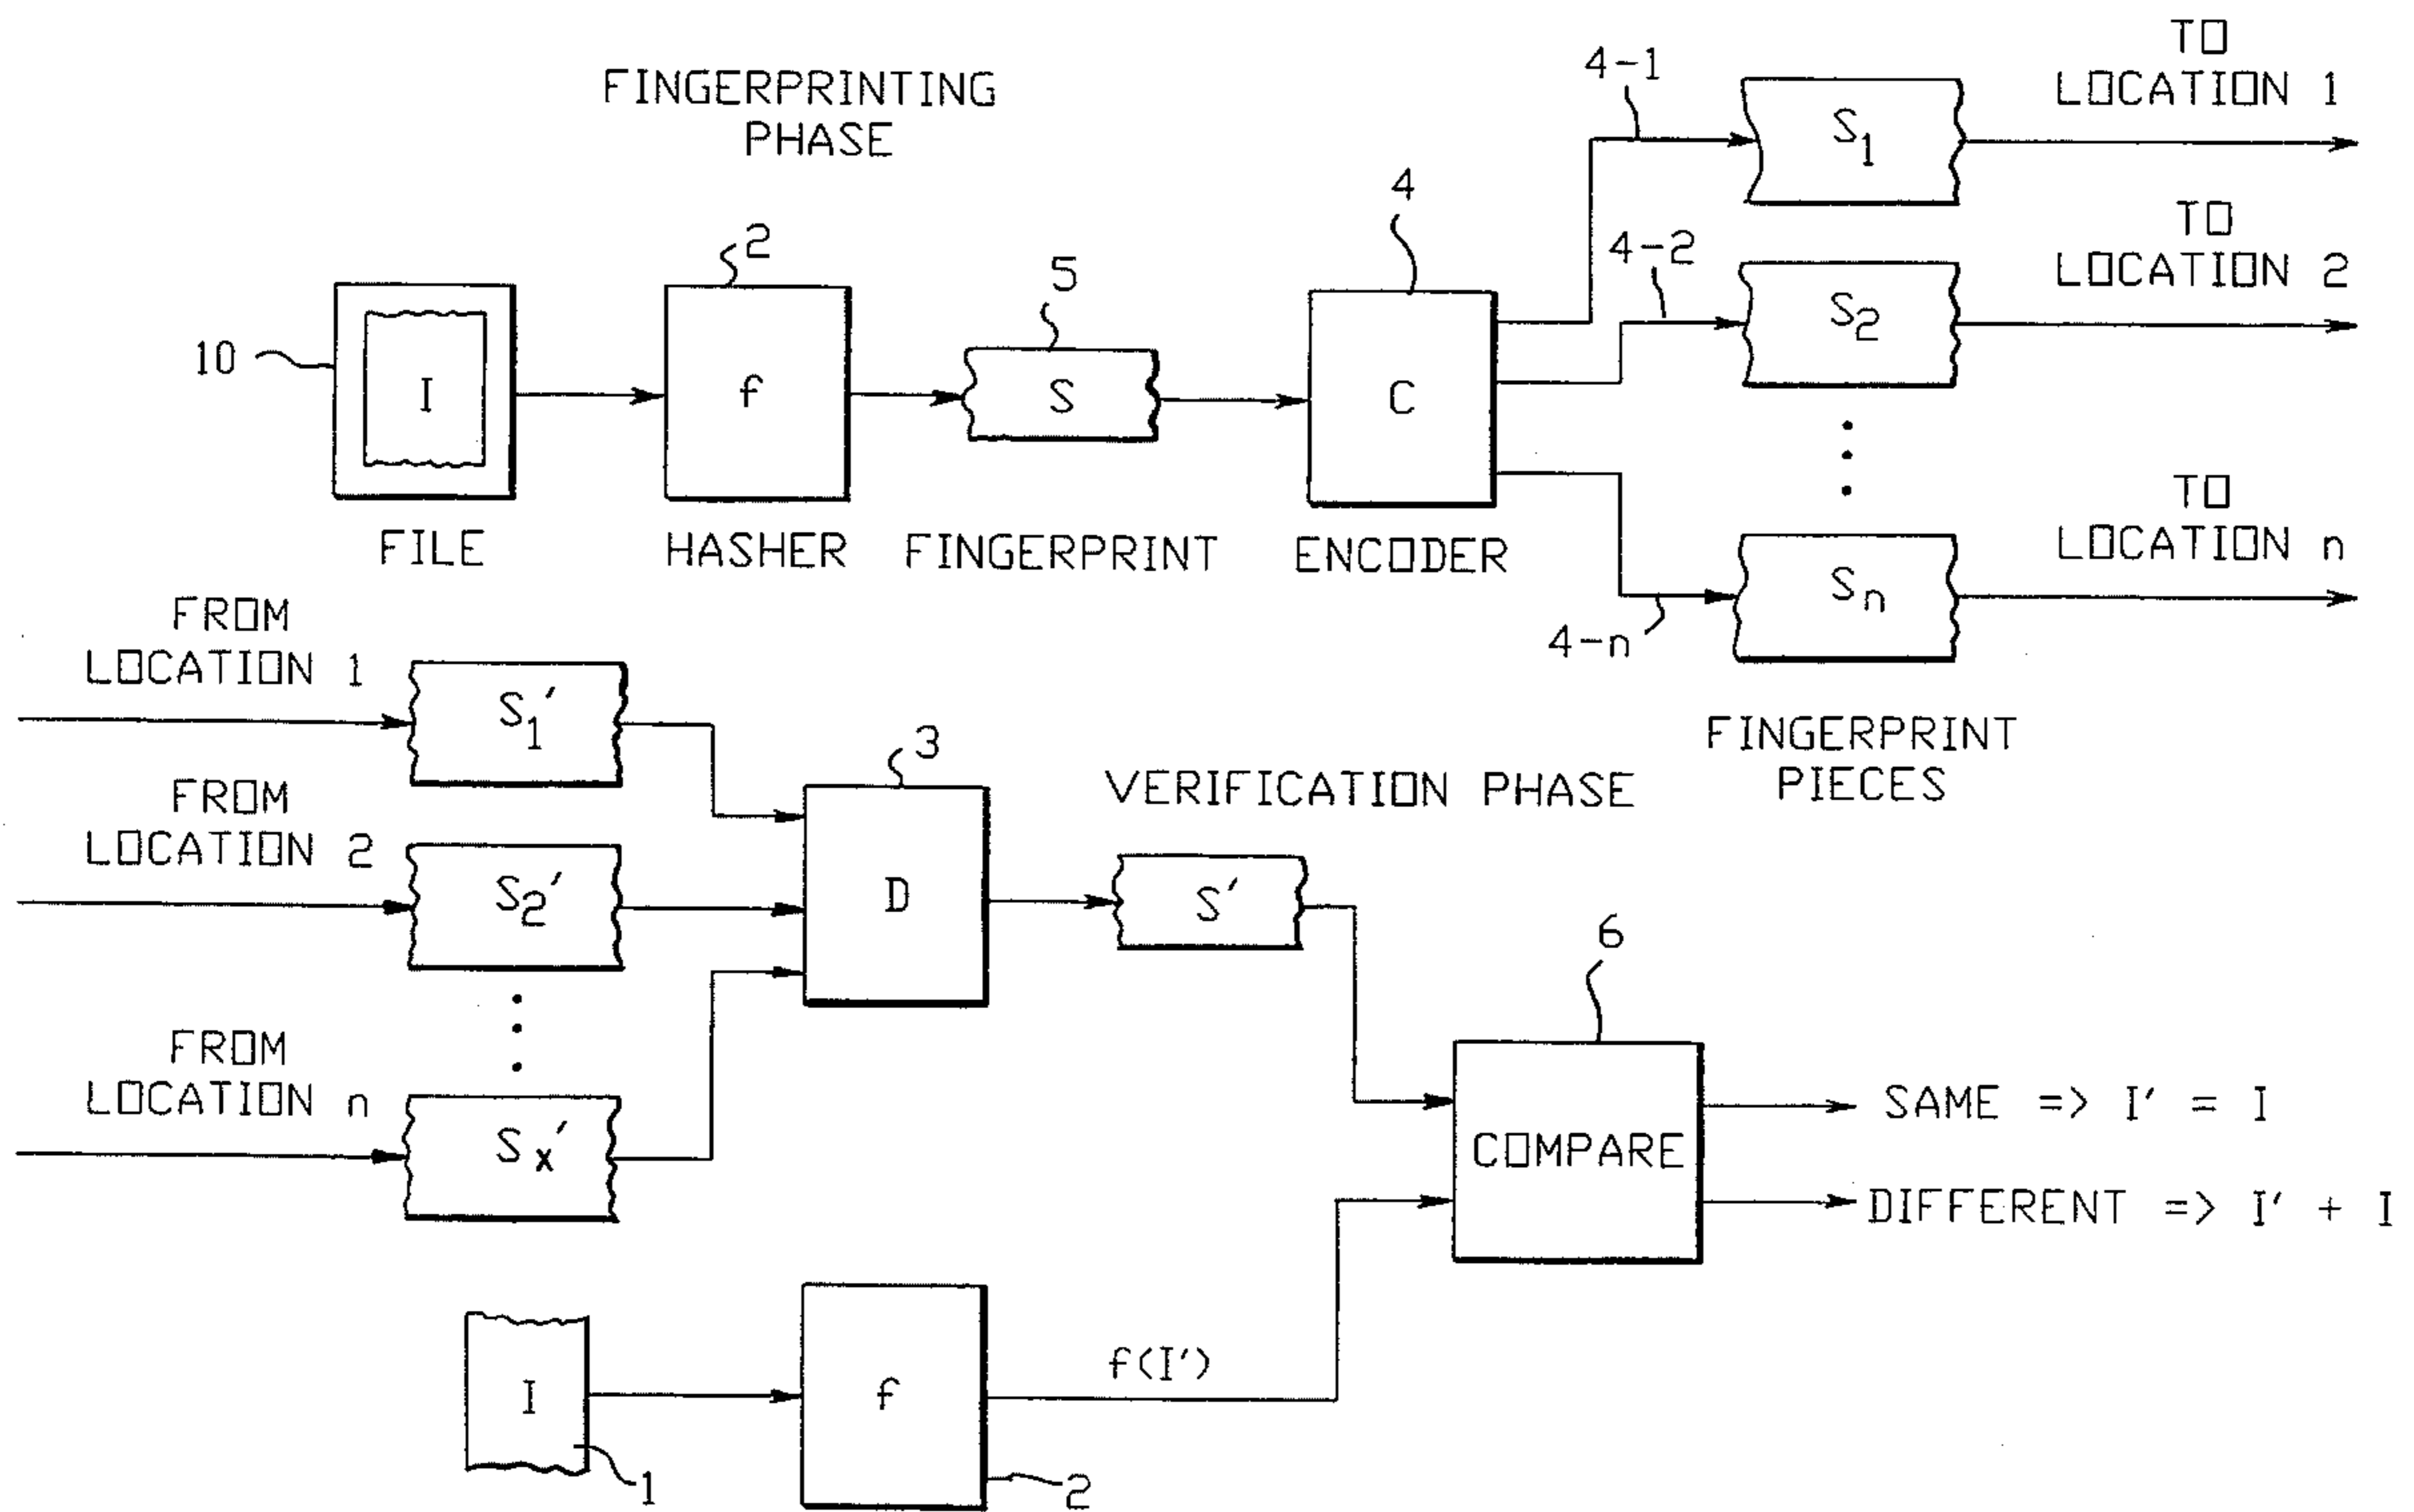 FINGERPRINTING
PHASE
10
I
FILE
2
f
HASHER
5
S
FINGERPRINT
4
C
ENCODER
4-1
S1
TO
LOCATION 1
4-2
S2
TO
LOCATION 2
4-n
Sn
TO
LOCATION n
FINGERPRINT
PIECES
VERIFICATION PHASE
FROM
LOCATION 1
S1'
FROM
LOCATION 2
S2'
FROM
LOCATION n
Sx'
3
D
S'
6
COMPARE
SAME => I' = I
DIFFERENT => I' + I
I
1
f
2
f(I')